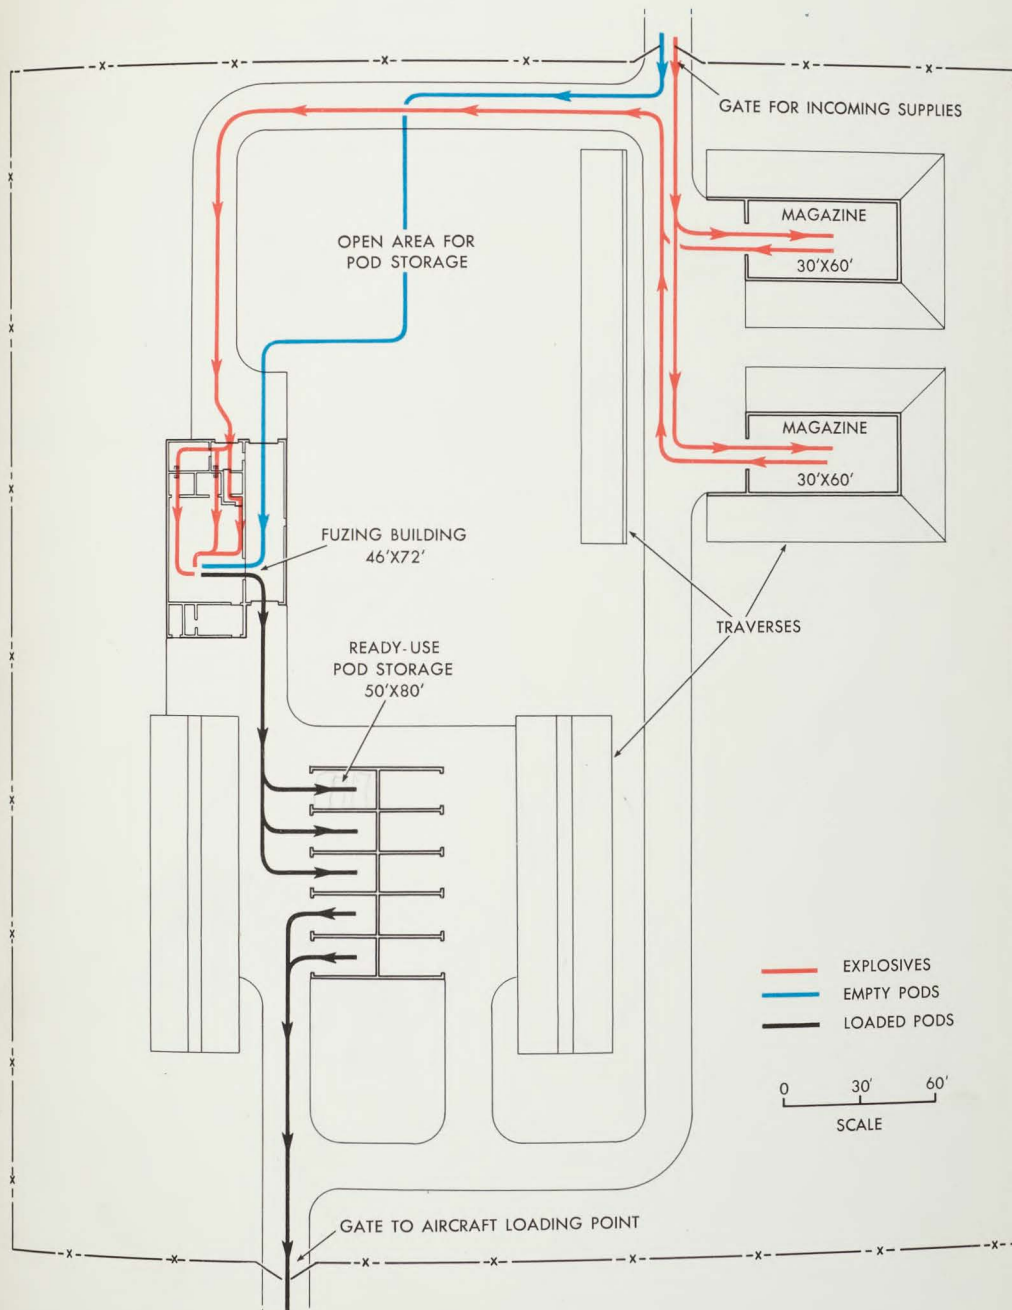 GATE FOR INCOMING SUPPLIES
MAGAZINE
30'X60'
OPEN AREA FOR
POD STORAGE
MAGAZINE
30'X60'
FUZING BUILDING
46'X72'
TRAVERSES
READY-USE
POD STORAGE
50'X80'
EXPLOSIVES
EMPTY PODS
LOADED PODS
0 30' 60'
SCALE
GATE TO AIRCRAFT LOADING POINT